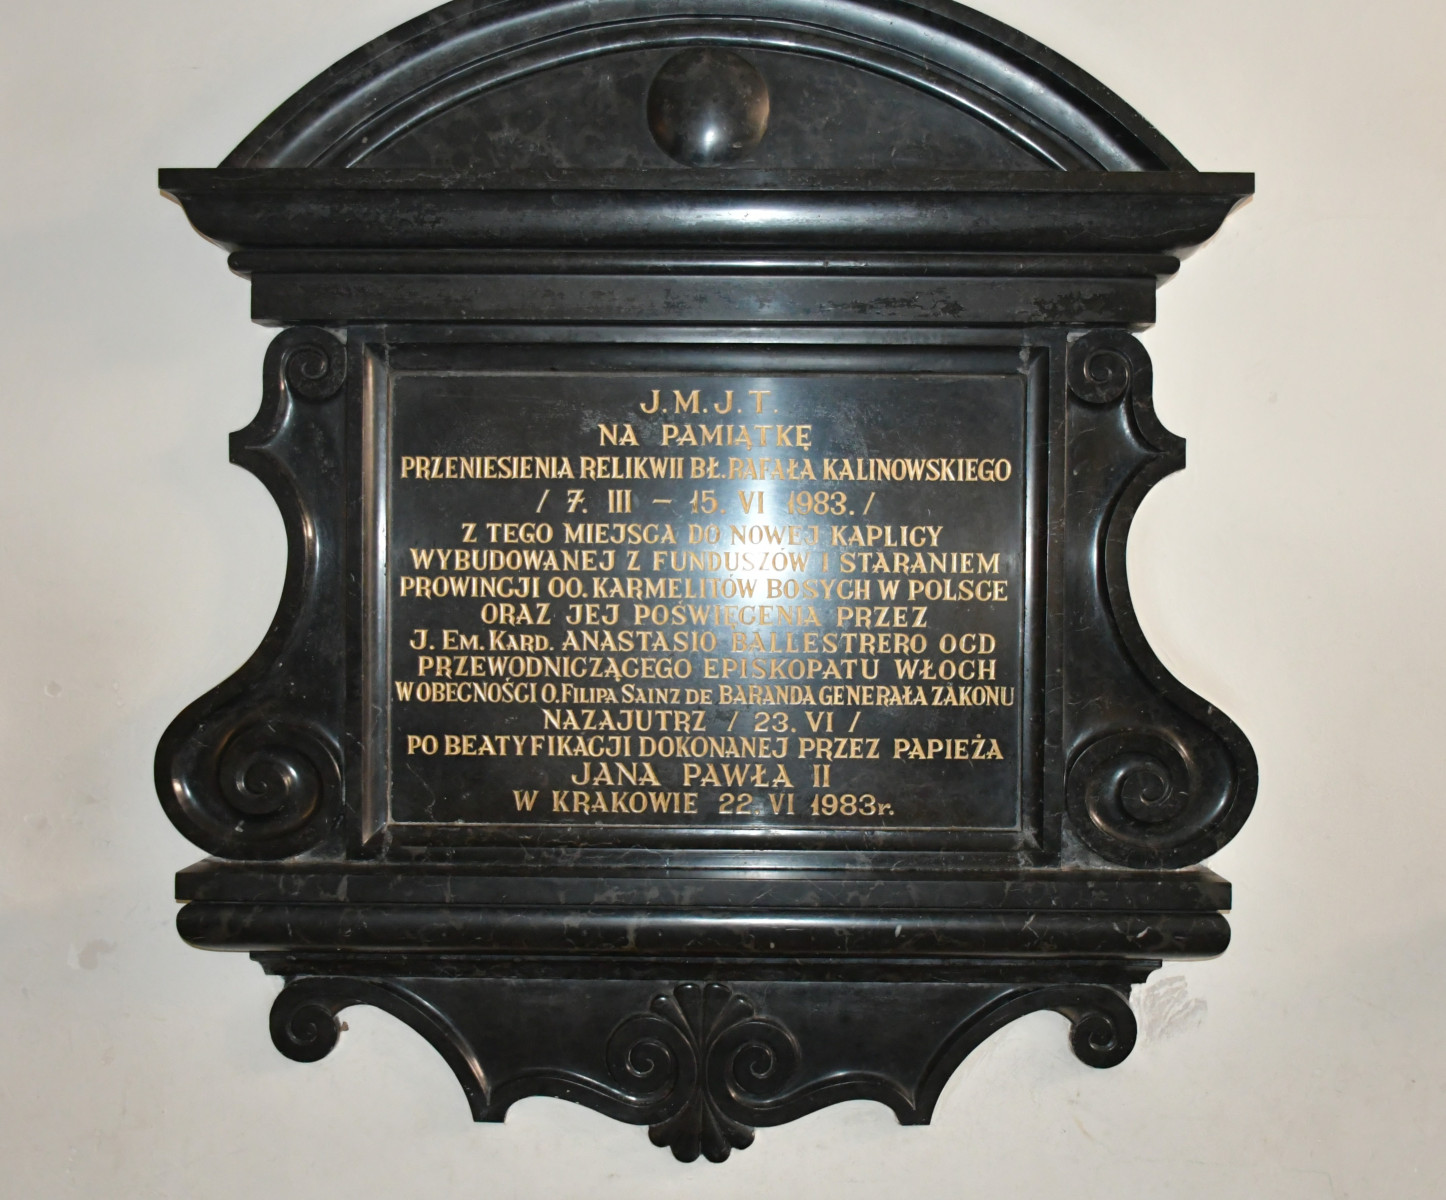 J. M. J. T.
NA PAMIĄTKĘ
PRZENIESIENIA RELIKWII BŁ. RAFAŁA KALINOWSKIEGO
/ 7. III – 15. VI 1983. /
Z TEGO MIEJSCA DO NOWEJ KAPLICY
WYBUDOWANEJ Z FUNDUSZÓW I STARANIEM
PROWINCJI OO. KARMELITÓW BOSYCH W POLSCE
ORAZ JEJ POŚWIĘCENIA PRZEZ
J. EM. KARD. ANASTASIO BALLESTRERO OCD
PRZEWODNICZĄCEGO EPISKOPATU WŁOCH
W OBECNOŚCI O. FILIPA SAINZ DE BARANDA GENERAŁA ZAKONU
NAZAJUTRZ / 23. VI /
PO BEATYFIKACJI DOKONANEJ PRZEZ PAPIEŻA
JANA PAWŁA II
W KRAKOWIE 22. VI 1983r.